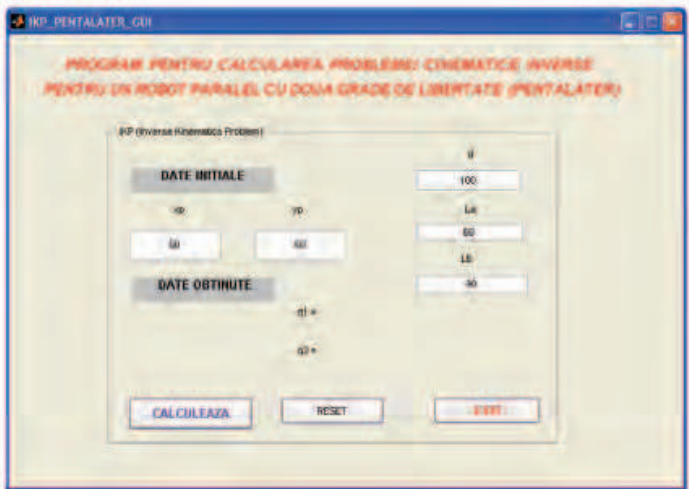 IKP_PENTALATER_GUI
PROGRAM PENTRU CALCULAREA PROBLEMEI CINEMATICE INVERSE
PENTRU UN ROBOT PARALEL CU DOUA GRADE DE LIBERTATE (PENTALATER)
IKP (Inverse Kinematics Problem)
d
DATE INITIALE
100
xp
yp
La
60
Lb
DATE OBTINUTE
q1 =
q2 =
CALCULEAZA
RESET
EXIT